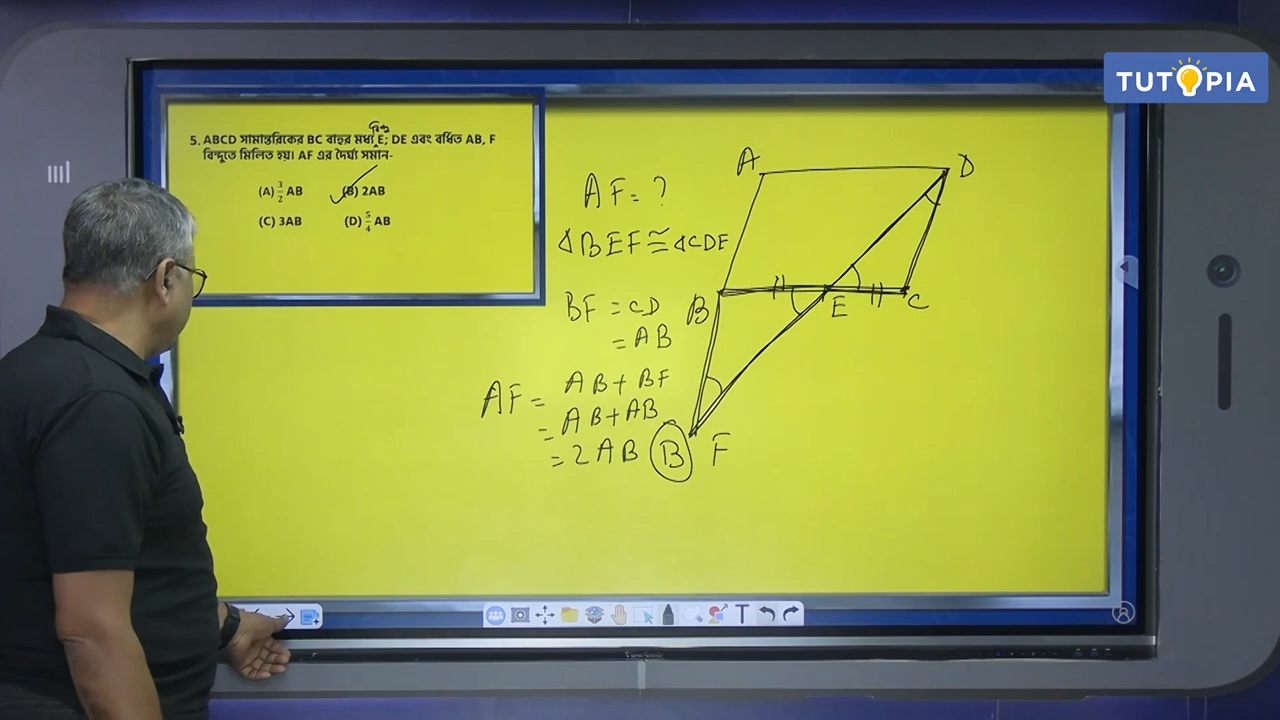 TUTOPIA
বিন্দু
5. ABCD সামান্তরিকের BC বাহুর মধ্য E; DE এবং বর্ধিত AB, F
বিন্দুতে মিলিত হয়। AF এর দৈর্ঘ্য সমান-
(A) 3/2 AB (B) 2AB
(C) 3AB (D) 5/4 AB
AF = ?
△BEF ≅ △CDE
BF = CD
= AB
AF = AB + BF
= AB + AB
= 2AB (B)
A
D
B
E
C
F
T
ViewSonic